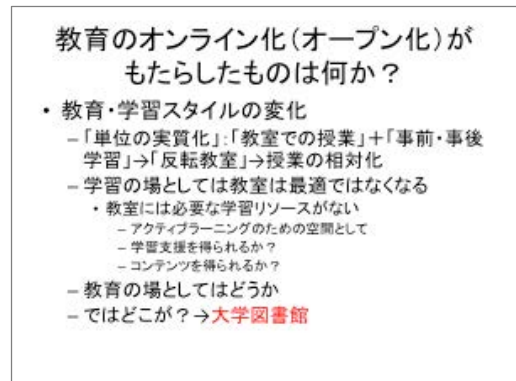 教育のオンライン化(オープン化)が
もたらしたものは何か？
• 教育・学習スタイルの変化
–「単位の実質化」:「教室での授業」＋「事前・事後
学習」→「反転教室」→授業の相対化
– 学習の場としては教室は最適ではなくなる
• 教室には必要な学習リソースがない
– アクティブラーニングのための空間として
– 学習支援を得られるか？
– コンテンツを得られるか？
– 教育の場としてはどうか
– ではどこが？→大学図書館